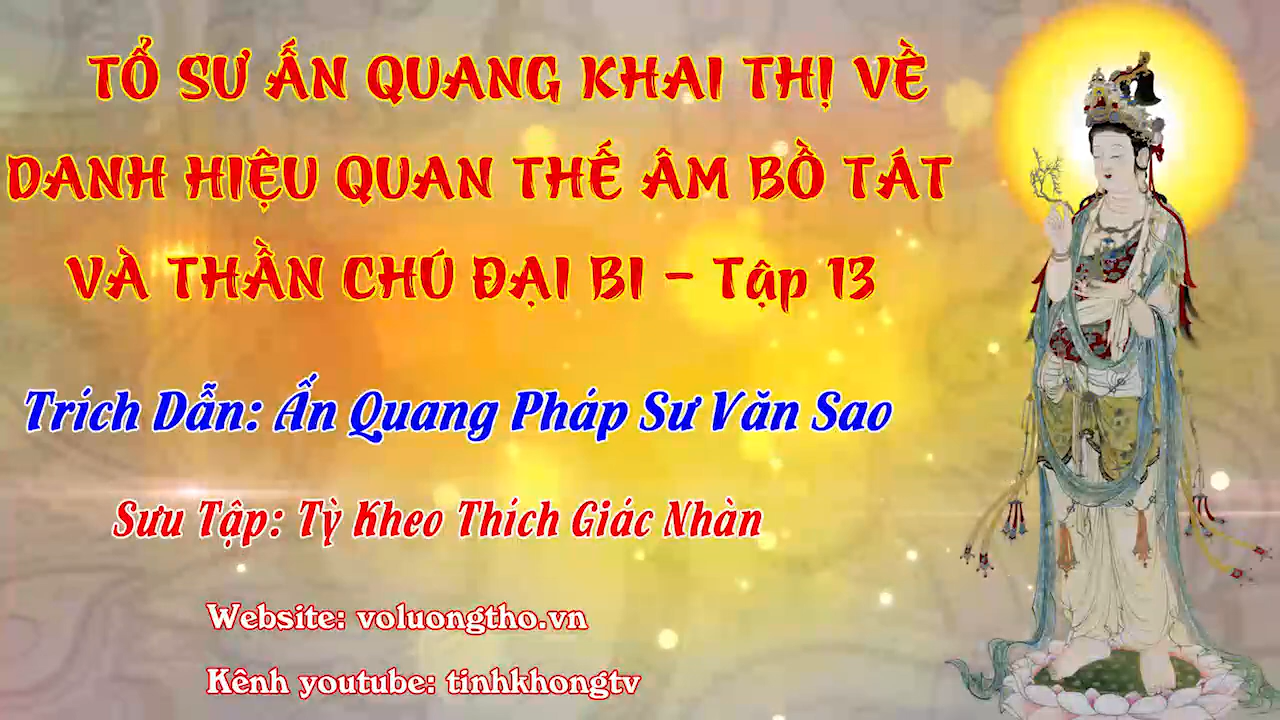 TỔ SƯ ẤN QUANG KHAI THỊ VỀ
DANH HIỆU QUAN THẾ ÂM BỒ TÁT
VÀ THẦN CHÚ ĐẠI BI - Tập 13
Trích Dẫn: Ấn Quang Pháp Sư Văn Sao
Sưu Tập: Tỳ Kheo Thích Giác Nhàn
Website: voluongtho.vn
Kênh youtube: tinhkhongtv